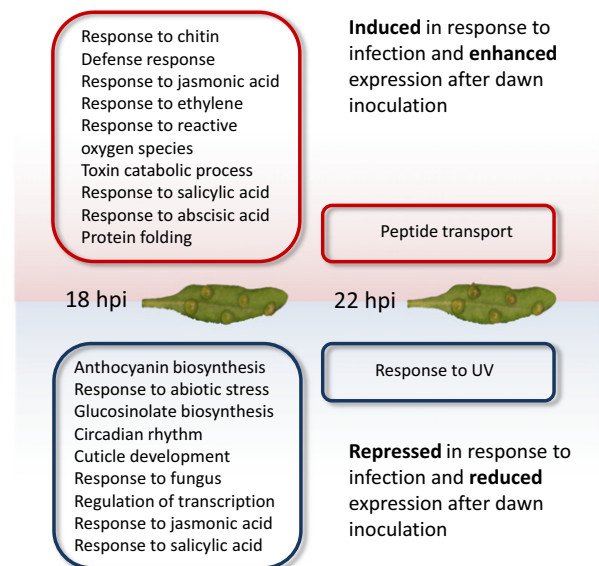 Response to chitin
Defense response
Response to jasmonic acid
Response to ethylene
Response to reactive
oxygen species
Toxin catabolic process
Response to salicylic acid
Response to abscisic acid
Protein folding
Induced in response to
infection and enhanced
expression after dawn
inoculation
Peptide transport
18 hpi
22 hpi
Anthocyanin biosynthesis
Response to abiotic stress
Glucosinolate biosynthesis
Circadian rhythm
Cuticle development
Response to fungus
Regulation of transcription
Response to jasmonic acid
Response to salicylic acid
Response to UV
Repressed in response to
infection and reduced
expression after dawn
inoculation